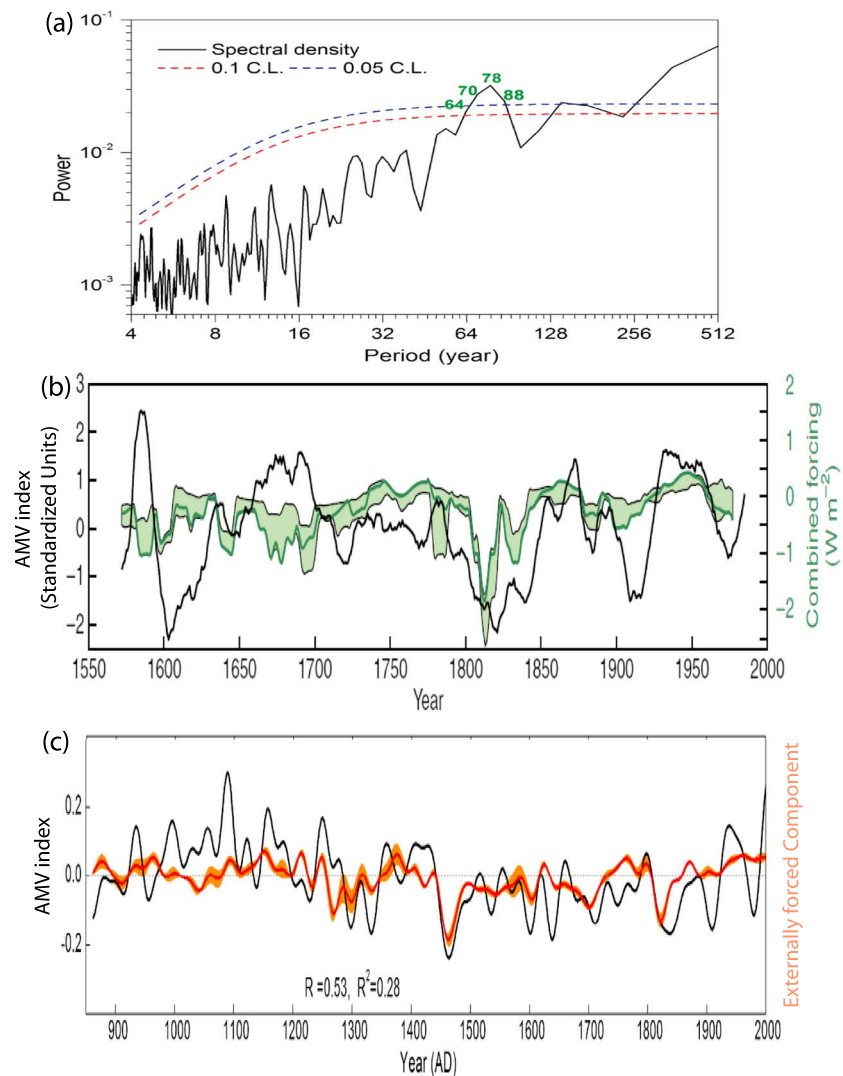 (a)
10⁻¹
10⁻²
10⁻³
Power
Spectral density
0.1 C.L.
0.05 C.L.
64
70
78
88
4 8 16 32 64 128 256 512
Period (year)
(b)
3
2
1
0
−1
−2
AMV index
(Standardized Units)
2
1
0
−1
−2
Combined forcing
(W m⁻²)
1550 1600 1650 1700 1750 1800 1850 1900 1950 2000
Year
(c)
0.2
0.0
-0.2
AMV index
Externally forced Component
R =0.53, R²=0.28
900 1000 1100 1200 1300 1400 1500 1600 1700 1800 1900 2000
Year (AD)